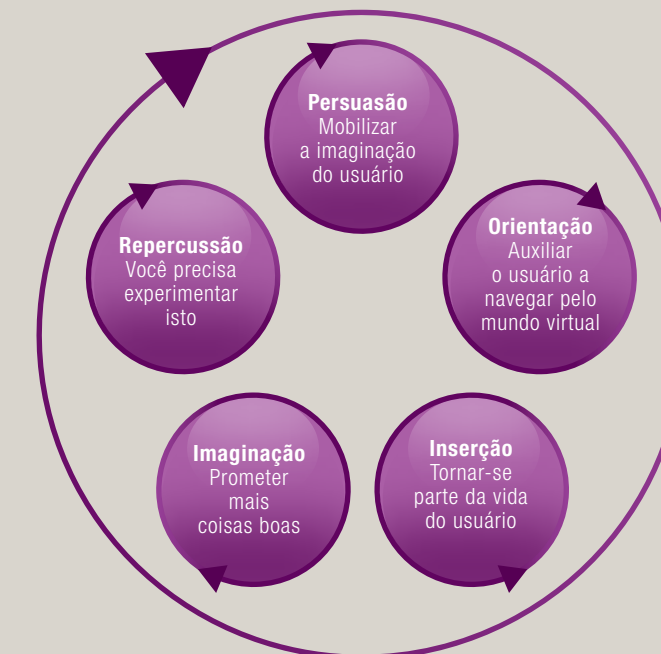 Persuasão
Mobilizar
a imaginação
do usuário
Orientação
Auxiliar
o usuário a
navegar pelo
mundo virtual
Inserção
Tornar-se
parte da vida
do usuário
Imaginação
Prometer
mais
coisas boas
Repercussão
Você precisa
experimentar
isto